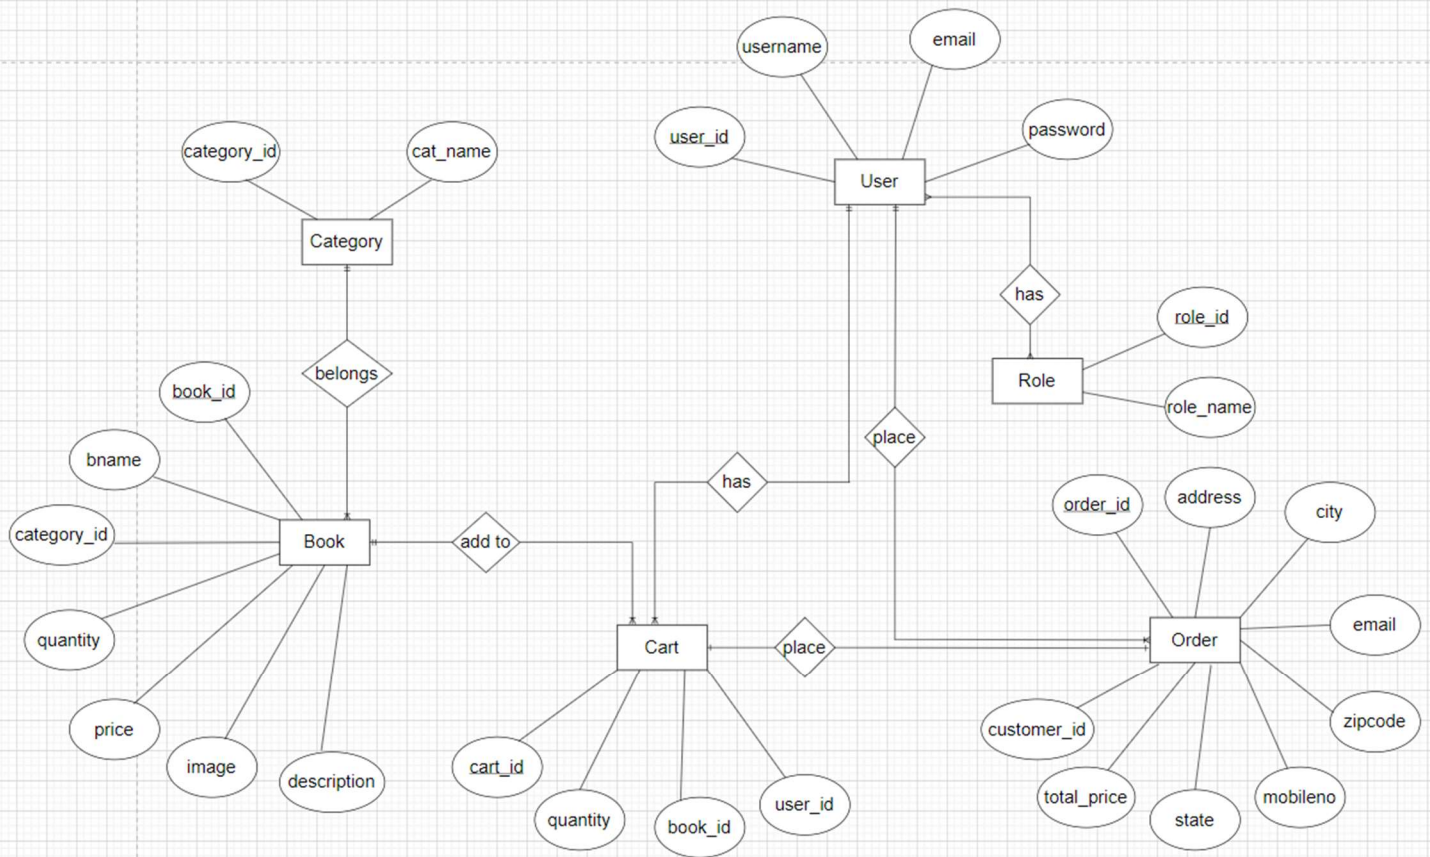 username
email
user_id
password
User
category_id
cat_name
Category
has
role_id
Role
role_name
belongs
book_id
bname
category_id
Book
quantity
price
image
description
add to
has
place
Cart
place
cart_id
quantity
book_id
user_id
order_id
address
city
Order
email
customer_id
zipcode
total_price
state
mobileno